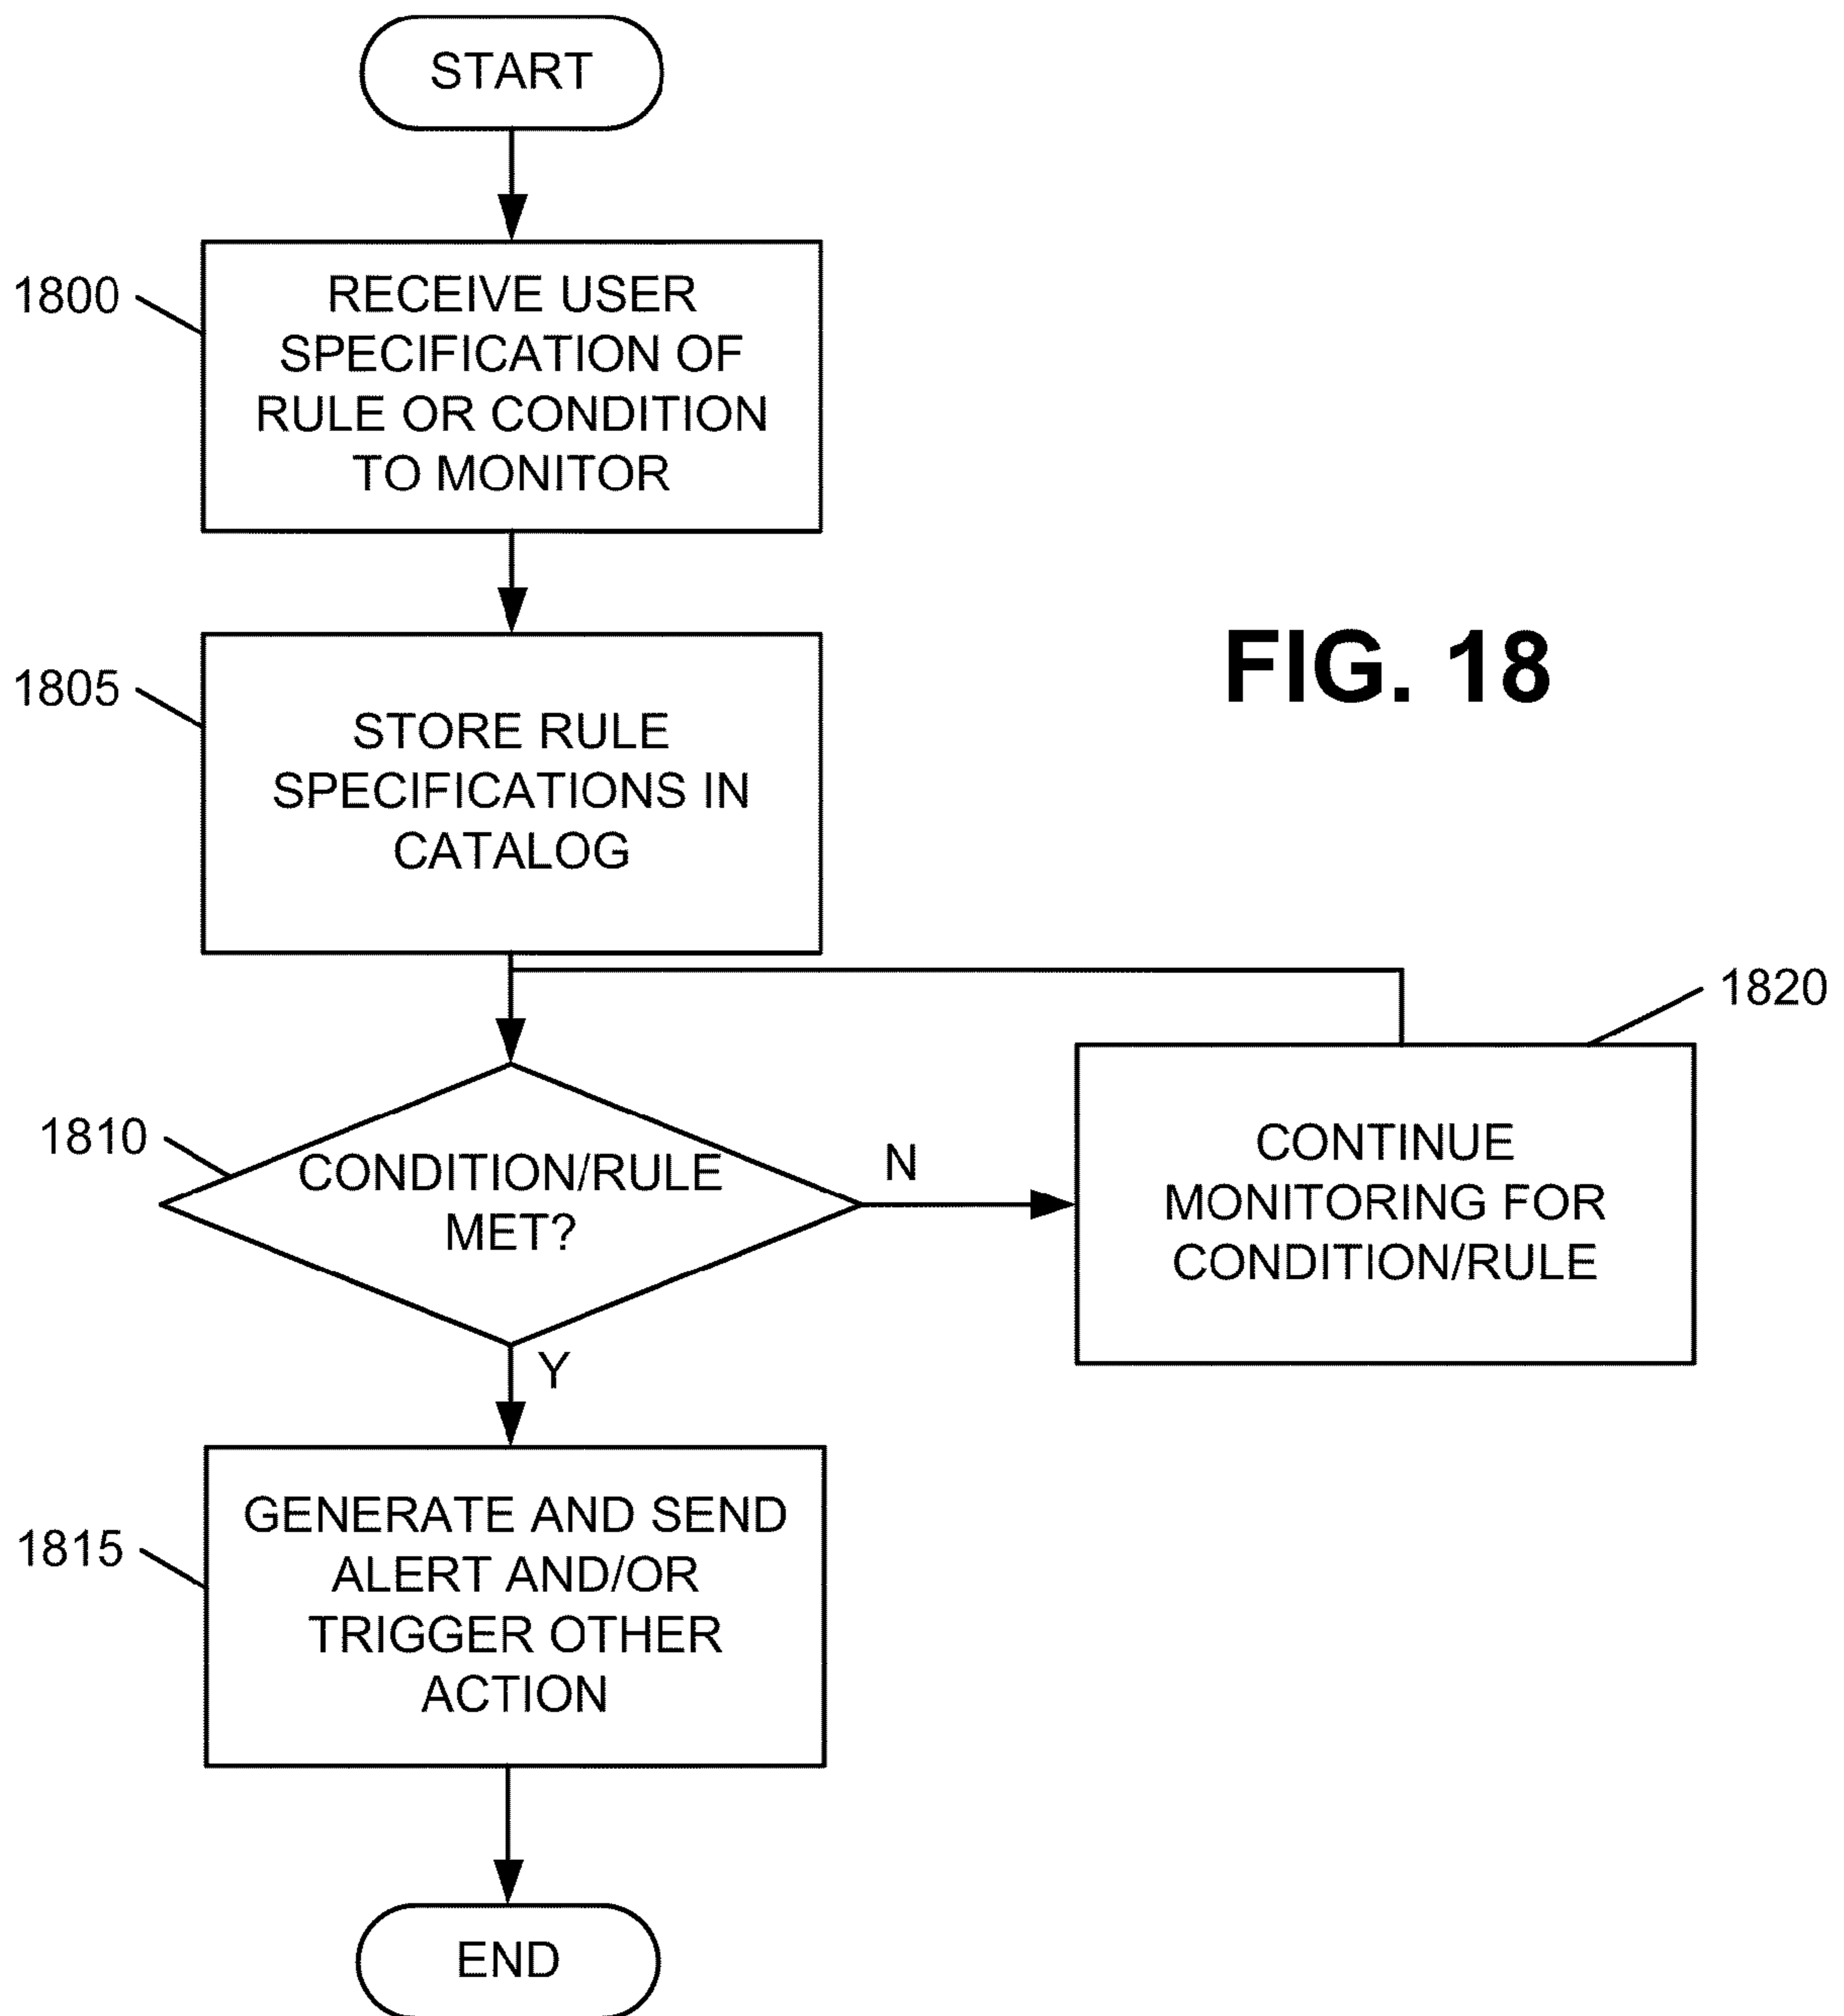 START
1800
RECEIVE USER
SPECIFICATION OF
RULE OR CONDITION
TO MONITOR
FIG. 18
1805
STORE RULE
SPECIFICATIONS IN
CATALOG
1820
1810
CONDITION/RULE
MET?
N
CONTINUE
MONITORING FOR
CONDITION/RULE
Y
1815
GENERATE AND SEND
ALERT AND/OR
TRIGGER OTHER
ACTION
END